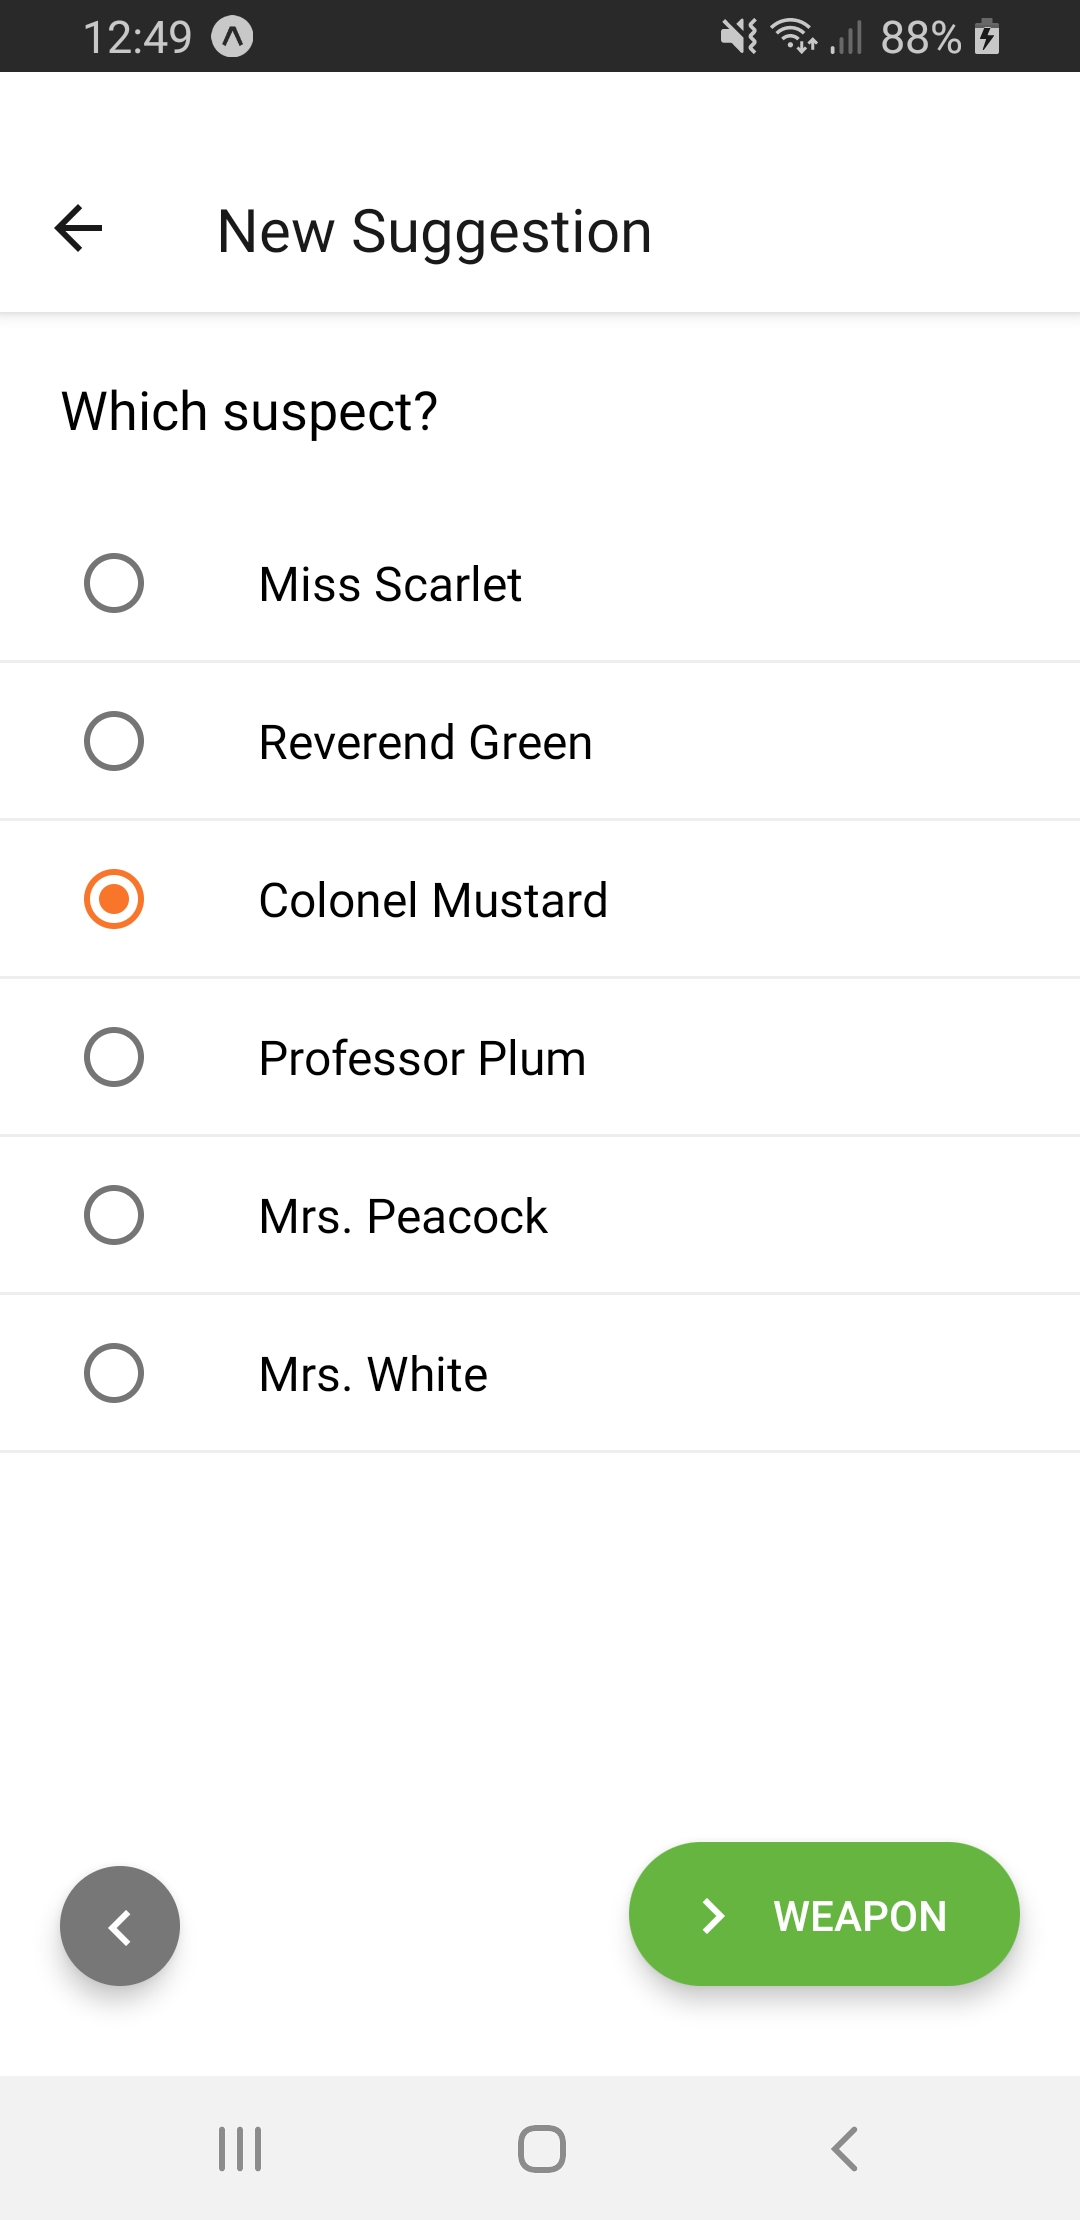 12:49 88%
New Suggestion
Which suspect?
Miss Scarlet
Reverend Green
Colonel Mustard
Professor Plum
Mrs. Peacock
Mrs. White
WEAPON